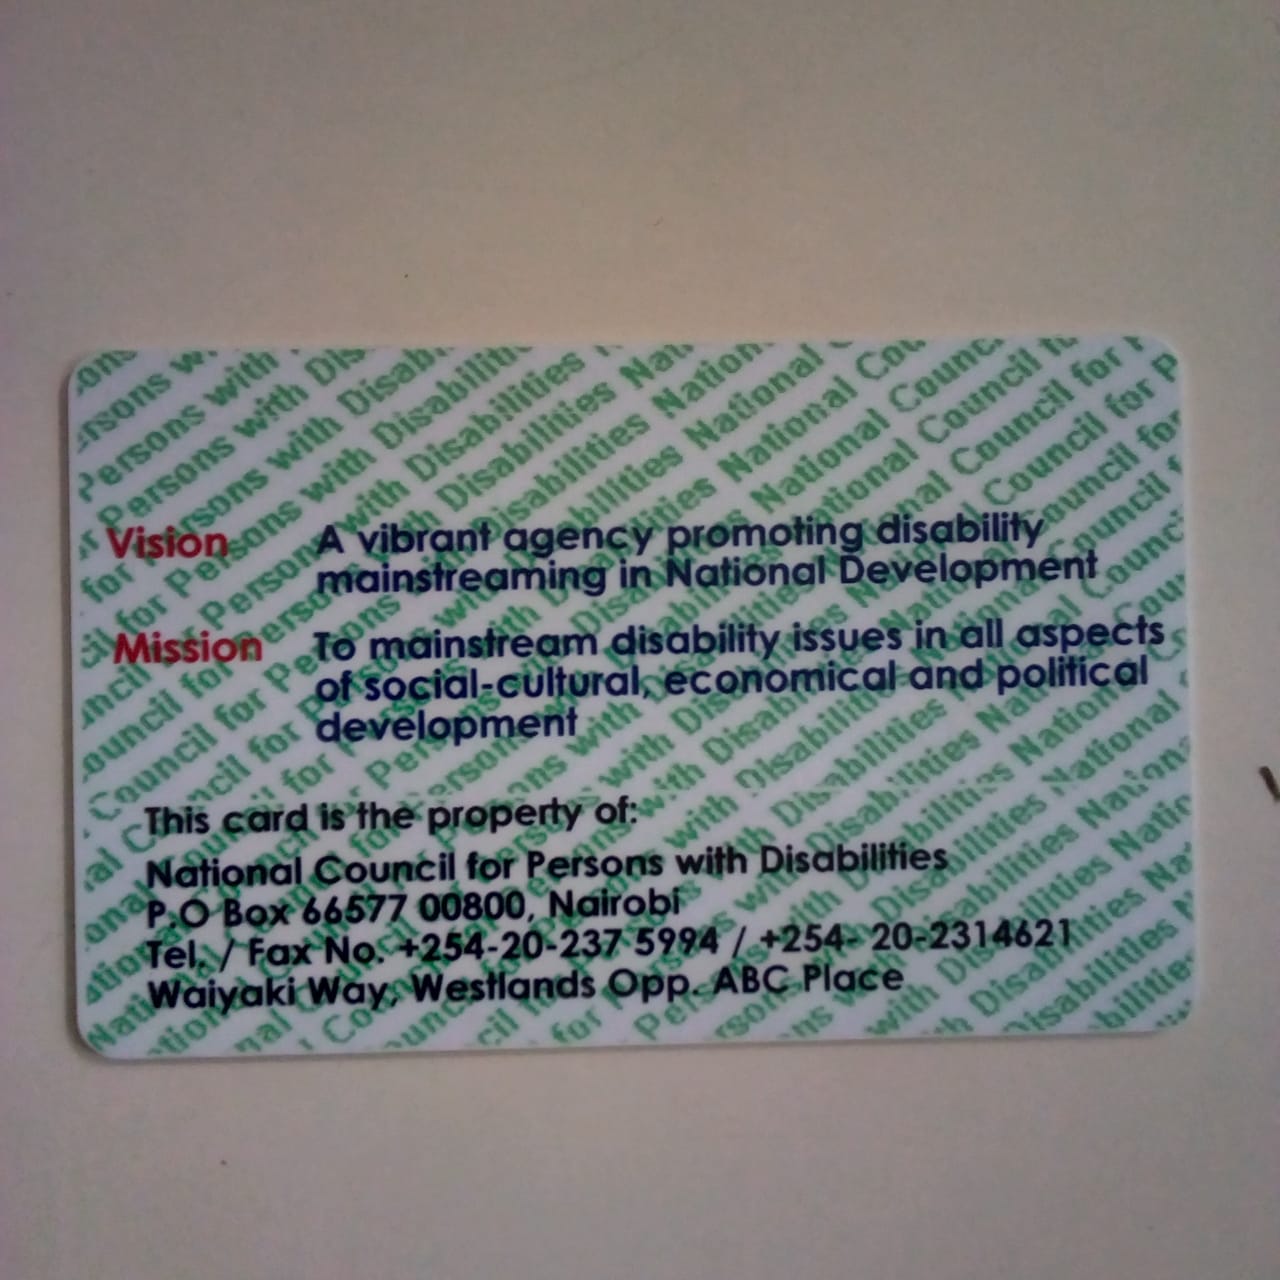 Vision A vibrant agency promoting disability
mainstreaming in National Development
Mission To mainstream disability issues in all aspects
of social-cultural, economical and political
development
This card is the property of:
National Council for Persons with Disabilities
P.O Box 66577 00800, Nairobi
Tel. / Fax No. +254-20-237 5994 / +254- 20-2314621
Waiyaki Way, Westlands Opp. ABC Place